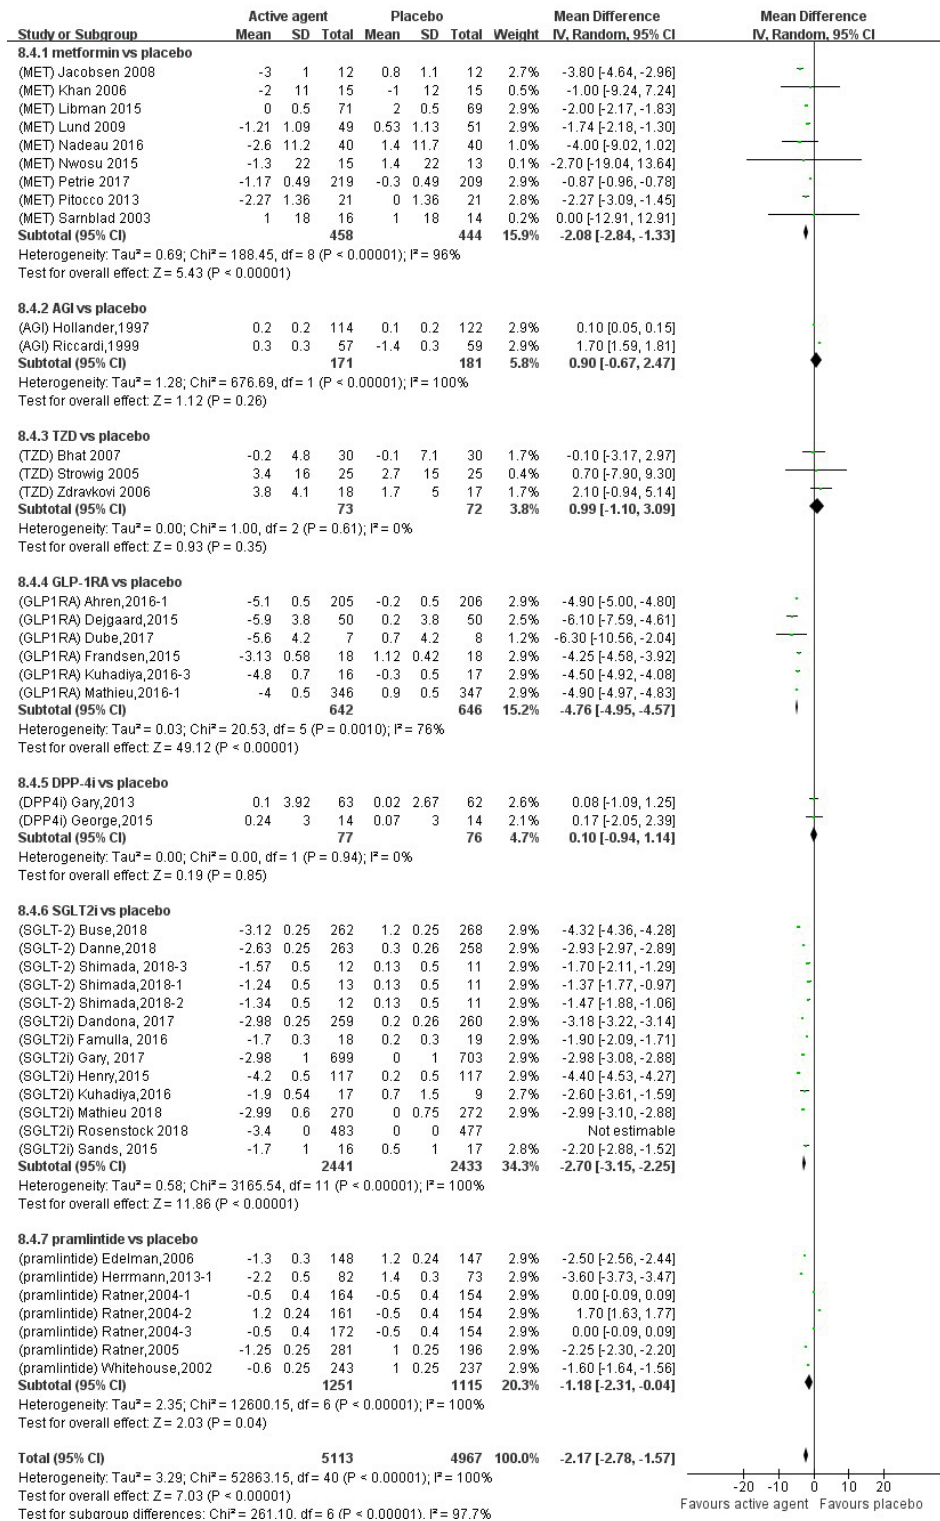 Active agent Placebo Mean Difference Mean Difference
Study or Subgroup Mean SD Total Mean SD Total Weight IV, Random, 95% CI IV, Random, 95% CI
8.4.1 metformin vs placebo
(MET) Jacobsen 2008 -3 1 12 0.8 1.1 12 2.7% -3.80 [-4.64, -2.96]
(MET) Khan 2006 -2 11 15 -1 12 15 0.5% -1.00 [-9.24, 7.24]
(MET) Libman 2015 0 0.5 71 2 0.5 69 2.9% -2.00 [-2.17, -1.83]
(MET) Lund 2009 -1.21 1.09 49 0.53 1.13 51 2.9% -1.74 [-2.18, -1.30]
(MET) Nadeau 2016 -2.6 11.2 40 1.4 11.7 40 1.1% -4.00 [-9.02, 1.02]
(MET) Nwosu 2015 -1.3 22 15 1.4 22 13 0.1% -2.70 [-19.04, 13.64]
(MET) Petrie 2017 -1.17 0.49 219 -0.3 0.49 209 2.9% -0.87 [-0.96, -0.78]
(MET) Pitocco 2013 -2.27 1.36 21 0 1.36 21 2.8% -2.27 [-3.09, -1.45]
(MET) Sarnblad 2003 1 18 16 1 18 14 0.2% 0.00 [-12.91, 12.91]
Subtotal (95% CI) 458 444 15.9% -2.08 [-2.84, -1.33]
Heterogeneity: Tau² = 0.69; Chi² = 188.45, df = 8 (P < 0.00001); I² = 96%
Test for overall effect: Z = 5.43 (P < 0.00001)
8.4.2 AGI vs placebo
(AGI) Hollander,1997 0.2 0.2 114 0.1 0.2 122 2.9% 0.10 [0.05, 0.15]
(AGI) Riccardi,1999 0.3 0.3 57 -1.4 0.3 59 2.9% 1.70 [1.59, 1.81]
Subtotal (95% CI) 171 181 5.8% 0.90 [-0.67, 2.47]
Heterogeneity: Tau² = 1.28; Chi² = 676.69, df = 1 (P < 0.00001); I² = 100%
Test for overall effect: Z = 1.12 (P = 0.26)
8.4.3 TZD vs placebo
(TZD) Bhat 2007 -0.2 4.8 30 -0.1 7.1 30 1.7% -0.10 [-3.17, 2.97]
(TZD) Strowig 2005 3.4 16 25 2.7 15 25 0.4% 0.70 [-7.90, 9.30]
(TZD) Zdravkovi 2006 3.8 4.1 18 1.7 5 17 1.7% 2.10 [-0.94, 5.14]
Subtotal (95% CI) 73 72 3.8% 0.99 [-1.10, 3.09]
Heterogeneity: Tau² = 0.00; Chi² = 1.00, df = 2 (P = 0.61); I² = 0%
Test for overall effect: Z = 0.93 (P = 0.35)
8.4.4 GLP-1RA vs placebo
(GLP1RA) Ahren,2016-1 -5.1 0.5 205 -0.2 0.5 206 2.9% -4.90 [-5.00, -4.80]
(GLP1RA) Dejgaard,2015 -5.9 3.8 50 0.2 3.8 50 2.5% -6.10 [-7.59, -4.61]
(GLP1RA) Dube,2017 -5.6 4.2 7 0.7 4.2 8 1.2% -6.30 [-10.56, -2.04]
(GLP1RA) Frandsen,2015 -3.13 0.58 18 1.12 0.42 18 2.9% -4.25 [-4.58, -3.92]
(GLP1RA) Kuhadiya,2016-3 -4.8 0.7 16 -0.3 0.5 17 2.9% -4.50 [-4.92, -4.08]
(GLP1RA) Mathieu,2016-1 -4 0.5 346 0.9 0.5 347 2.9% -4.90 [-4.97, -4.83]
Subtotal (95% CI) 642 646 15.2% -4.76 [-4.95, -4.57]
Heterogeneity: Tau² = 0.03; Chi² = 20.53, df = 5 (P = 0.0010); I² = 76%
Test for overall effect: Z = 49.12 (P < 0.00001)
8.4.5 DPP-4i vs placebo
(DPP4i) Gary,2013 0.1 3.92 63 0.02 2.67 62 2.6% 0.08 [-1.09, 1.25]
(DPP4i) George,2015 0.24 3 14 0.07 3 14 2.1% 0.17 [-2.05, 2.39]
Subtotal (95% CI) 77 76 4.7% 0.10 [-0.94, 1.14]
Heterogeneity: Tau² = 0.00; Chi² = 0.00, df = 1 (P = 0.94); I² = 0%
Test for overall effect: Z = 0.19 (P = 0.85)
8.4.6 SGLT2i vs placebo
(SGLT-2) Buse,2018 -3.12 0.25 262 1.2 0.25 268 2.9% -4.32 [-4.36, -4.28]
(SGLT-2) Danne,2018 -2.63 0.25 263 0.3 0.26 258 2.9% -2.93 [-2.97, -2.89]
(SGLT-2) Shimada, 2018-3 -1.57 0.5 12 0.13 0.5 11 2.9% -1.70 [-2.11, -1.29]
(SGLT-2) Shimada,2018-1 -1.24 0.5 13 0.13 0.5 11 2.9% -1.37 [-1.77, -0.97]
(SGLT-2) Shimada,2018-2 -1.34 0.5 12 0.13 0.5 11 2.9% -1.47 [-1.88, -1.06]
(SGLT2i) Dandona, 2017 -2.98 0.25 259 0.2 0.26 260 2.9% -3.18 [-3.22, -3.14]
(SGLT2i) Famulla, 2016 -1.7 0.3 18 0.2 0.3 19 2.9% -1.90 [-2.09, -1.71]
(SGLT2i) Gary, 2017 -2.98 1 699 0 1 703 2.9% -2.98 [-3.08, -2.88]
(SGLT2i) Henry,2015 -4.2 0.5 117 0.2 0.5 117 2.9% -4.40 [-4.53, -4.27]
(SGLT2i) Kuhadiya,2016 -1.9 0.54 17 0.7 1.5 9 2.7% -2.60 [-3.61, -1.59]
(SGLT2i) Mathieu 2018 -2.99 0.6 270 0 0.75 272 2.9% -2.99 [-3.10, -2.88]
(SGLT2i) Rosenstock 2018 -3.4 0 483 0 0 477 Not estimable
(SGLT2i) Sands, 2015 -1.7 1 16 0.5 1 17 2.8% -2.20 [-2.88, -1.52]
Subtotal (95% CI) 2441 2433 34.3% -2.70 [-3.15, -2.25]
Heterogeneity: Tau² = 0.58; Chi² = 3165.54, df = 11 (P < 0.00001); I² = 100%
Test for overall effect: Z = 11.86 (P < 0.00001)
8.4.7 pramlintide vs placebo
(pramlintide) Edelman,2006 -1.3 0.3 148 1.2 0.24 147 2.9% -2.50 [-2.56, -2.44]
(pramlintide) Herrmann,2013-1 -2.2 0.5 82 1.4 0.3 73 2.9% -3.60 [-3.73, -3.47]
(pramlintide) Ratner,2004-1 -0.5 0.4 164 -0.5 0.4 154 2.9% 0.00 [-0.09, 0.09]
(pramlintide) Ratner,2004-2 1.2 0.24 161 -0.5 0.4 154 2.9% 1.70 [1.63, 1.77]
(pramlintide) Ratner,2004-3 -0.5 0.4 172 -0.5 0.4 154 2.9% 0.00 [-0.09, 0.09]
(pramlintide) Ratner,2005 -1.25 0.25 281 1 0.25 196 2.9% -2.25 [-2.30, -2.20]
(pramlintide) Whitehouse,2002 -0.6 0.25 243 1 0.25 237 2.9% -1.60 [-1.64, -1.56]
Subtotal (95% CI) 1251 1115 20.3% -1.18 [-2.31, -0.04]
Heterogeneity: Tau² = 2.35; Chi² = 12600.15, df = 6 (P < 0.00001); I² = 100%
Test for overall effect: Z = 2.03 (P = 0.04)
Total (95% CI) 5113 4967 100.0% -2.17 [-2.78, -1.57]
Heterogeneity: Tau² = 3.29; Chi² = 52863.15, df = 40 (P < 0.00001); I² = 100%
Test for overall effect: Z = 7.03 (P < 0.00001)
Test for subgroup differences: Chi² = 261.10, df = 6 (P < 0.00001), I² = 97.7%
-20 -10 0 10 20
Favours active agent Favours placebo